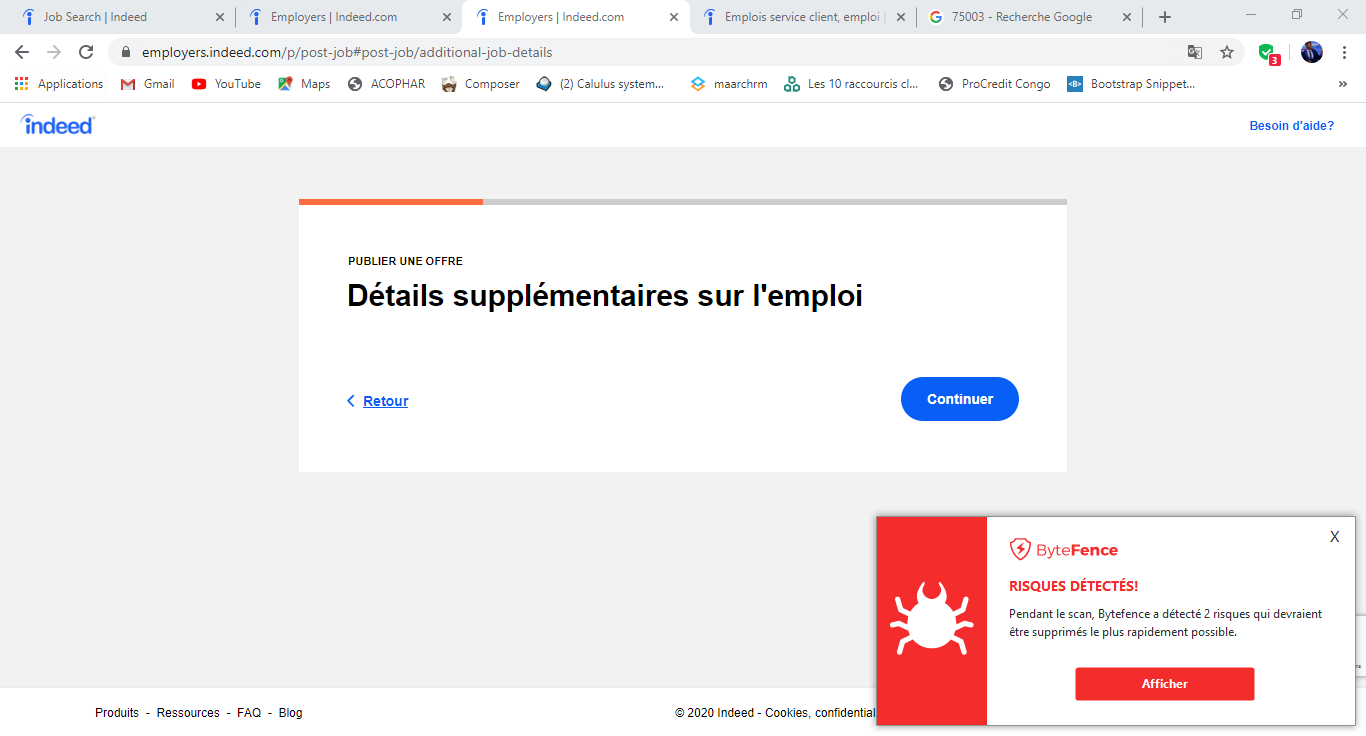 Job Search | Indeed
Employers | Indeed.com
Employers | Indeed.com
Emplois service client, emploi |
75003 - Recherche Google
employers.indeed.com/p/post-job#post-job/additional-job-details
3
Applications
Gmail
YouTube
Maps
ACOPHAR
Composer
(2) Calulus system...
maarchrm
Les 10 raccourcis cl...
ProCredit Congo
Bootstrap Snippet...
indeed
Besoin d'aide?
PUBLIER UNE OFFRE
Détails supplémentaires sur l'emploi
Retour
Continuer
X
ByteFence
RISQUES DÉTECTÉS!
Pendant le scan, Bytefence a détecté 2 risques qui devraient
être supprimés le plus rapidement possible.
Afficher
Produits - Ressources - FAQ - Blog
© 2020 Indeed - Cookies, confidential